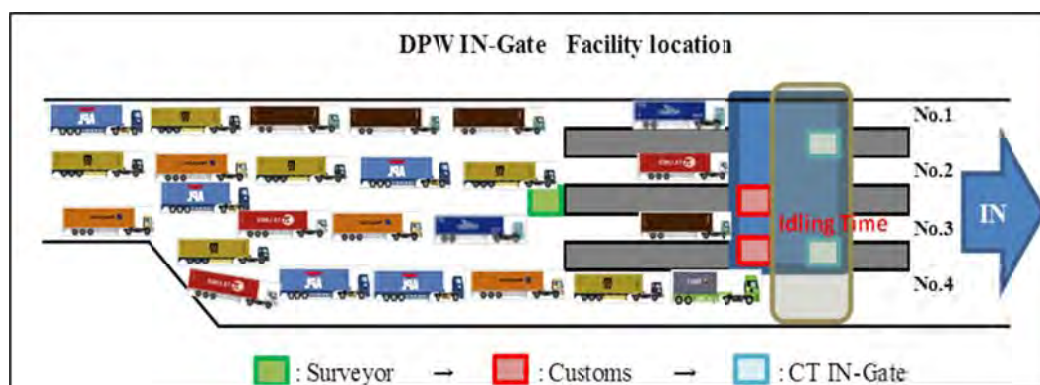 DPW IN-Gate Facility location
No.1
No.2
IN
Idling Time
No.3
No.4
: Surveyor → : Customs → : CT IN-Gate